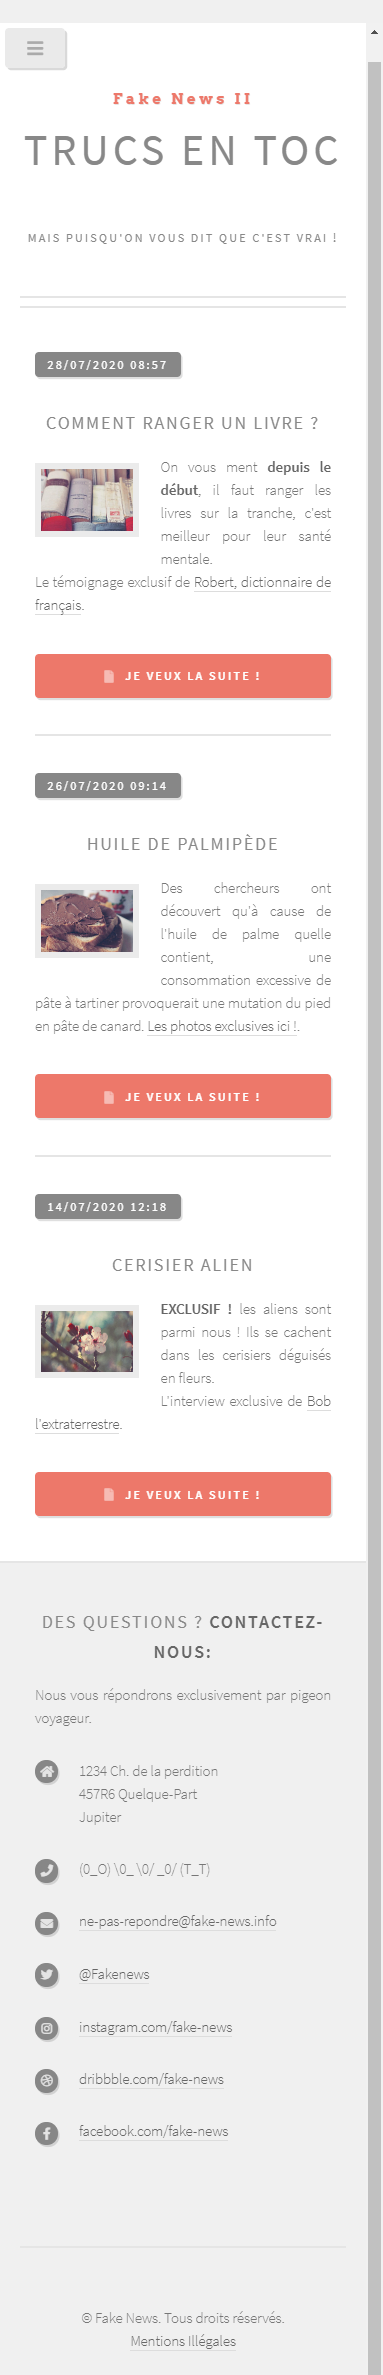 Fake News II
TRUCS EN TOC
MAIS PUISQU'ON VOUS DIT QUE C'EST VRAI !
28/07/2020 08:57
COMMENT RANGER UN LIVRE ?
On vous ment depuis le
début, il faut ranger les
livres sur la tranche, c'est
meilleur pour leur santé
mentale.
Le témoignage exclusif de Robert, dictionnaire de
français.
JE VEUX LA SUITE !
26/07/2020 09:14
HUILE DE PALMIPÈDE
Des chercheurs ont
découvert qu'à cause de
l'huile de palme quelle
contient, une
consommation excessive de
pâte à tartiner provoquerait une mutation du pied
en pâte de canard. Les photos exclusives ici !.
JE VEUX LA SUITE !
14/07/2020 12:18
CERISIER ALIEN
EXCLUSIF ! les aliens sont
parmi nous ! Ils se cachent
dans les cerisiers déguisés
en fleurs.
L'interview exclusive de Bob
l'extraterrestre.
JE VEUX LA SUITE !
DES QUESTIONS ? CONTACTEZ-
NOUS:
Nous vous répondrons exclusivement par pigeon
voyageur.
1234 Ch. de la perdition
457R6 Quelque-Part
Jupiter
(0_O) \0_ \0/ _0/ (T_T)
ne-pas-repondre@fake-news.info
@Fakenews
instagram.com/fake-news
dribbble.com/fake-news
facebook.com/fake-news
© Fake News. Tous droits réservés.
Mentions Illégales